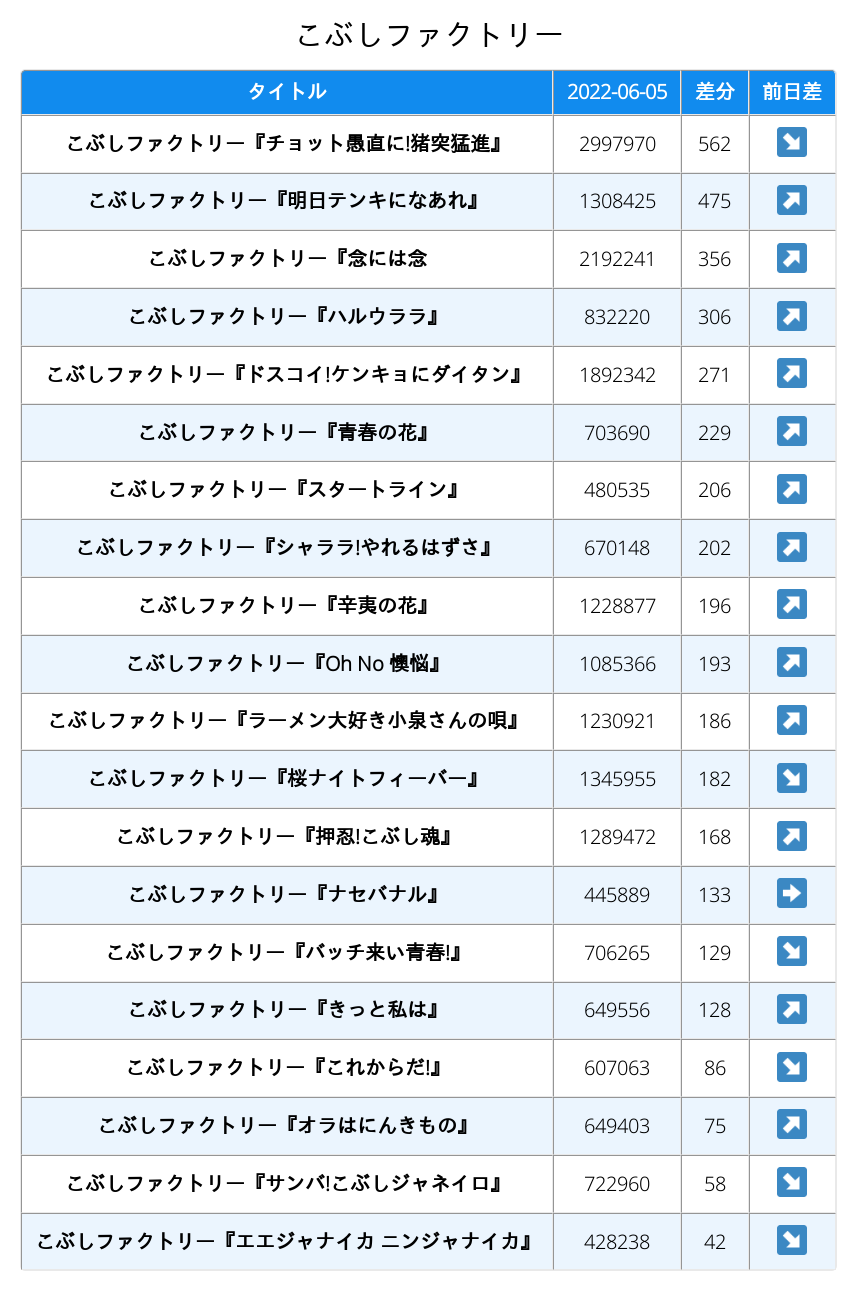 こぶしファクトリー
タイトル 2022-06-05 差分 前日差
こぶしファクトリー『チョット愚直に!猪突猛進』 2997970 562 ↘
こぶしファクトリー『明日テンキになあれ』 1308425 475 ↗
こぶしファクトリー『念には念 2192241 356 ↗
こぶしファクトリー『ハルウララ』 832220 306 ↗
こぶしファクトリー『ドスコイ!ケンキョにダイタン』 1892342 271 ↗
こぶしファクトリー『青春の花』 703690 229 ↗
こぶしファクトリー『スタートライン』 480535 206 ↗
こぶしファクトリー『シャララ!やれるはずさ』 670148 202 ↗
こぶしファクトリー『辛夷の花』 1228877 196 ↗
こぶしファクトリー『Oh No 懊悩』 1085366 193 ↗
こぶしファクトリー『ラーメン大好き小泉さんの唄』 1230921 186 ↗
こぶしファクトリー『桜ナイトフィーバー』 1345955 182 ↘
こぶしファクトリー『押忍!こぶし魂』 1289472 168 ↗
こぶしファクトリー『ナセバナル』 445889 133 ➡
こぶしファクトリー『バッチ来い青春!』 706265 129 ↘
こぶしファクトリー『きっと私は』 649556 128 ↗
こぶしファクトリー『これからだ!』 607063 86 ↘
こぶしファクトリー『オラはにんきもの』 649403 75 ↗
こぶしファクトリー『サンバ!こぶしジャネイロ』 722960 58 ↘
こぶしファクトリー『エエジャナイカ ニンジャナイカ』 428238 42 ↘